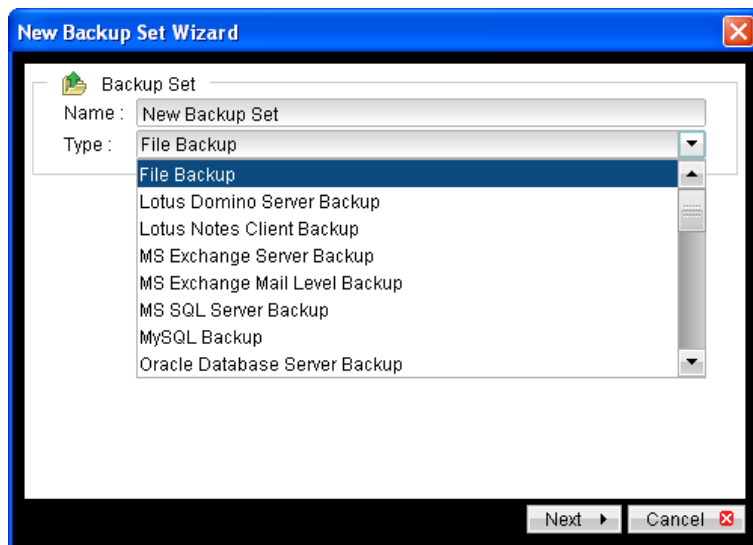 New Backup Set Wizard
Backup Set
Name : New Backup Set
Type : File Backup
File Backup
Lotus Domino Server Backup
Lotus Notes Client Backup
MS Exchange Server Backup
MS Exchange Mail Level Backup
MS SQL Server Backup
MySQL Backup
Oracle Database Server Backup
Next Cancel